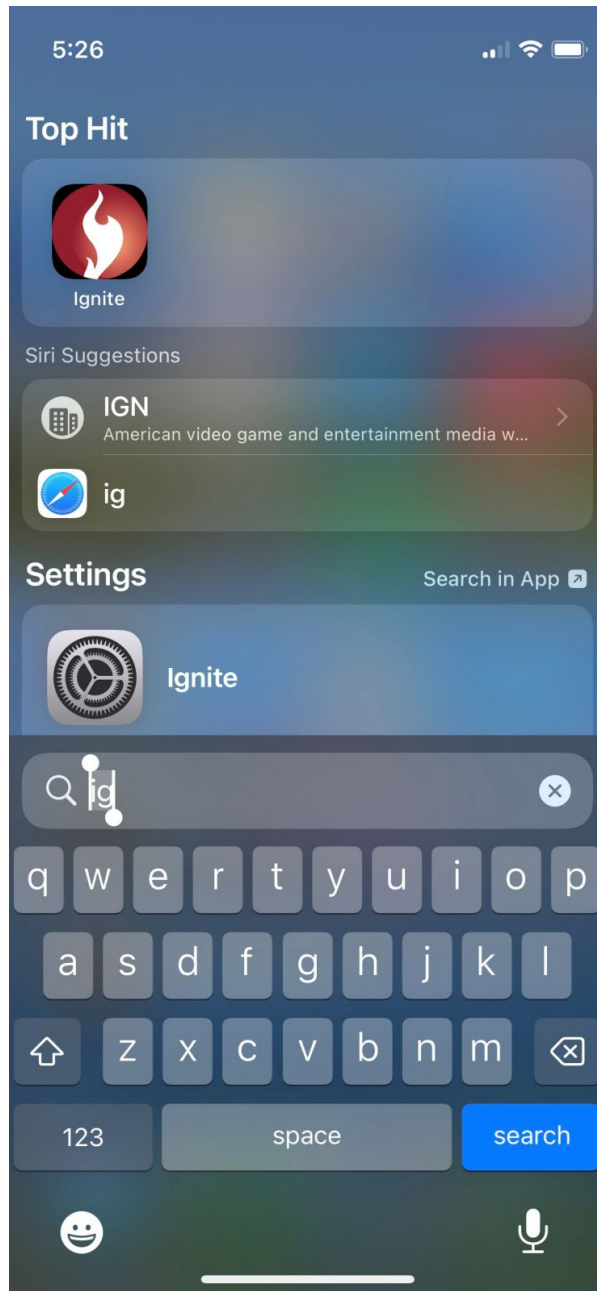 5:26
Top Hit
Ignite
Siri Suggestions
IGN
American video game and entertainment media w...
ig
Settings
Search in App
Ignite
ig
q w e r t y u i o p
a s d f g h j k l
z x c v b n m
123 space search